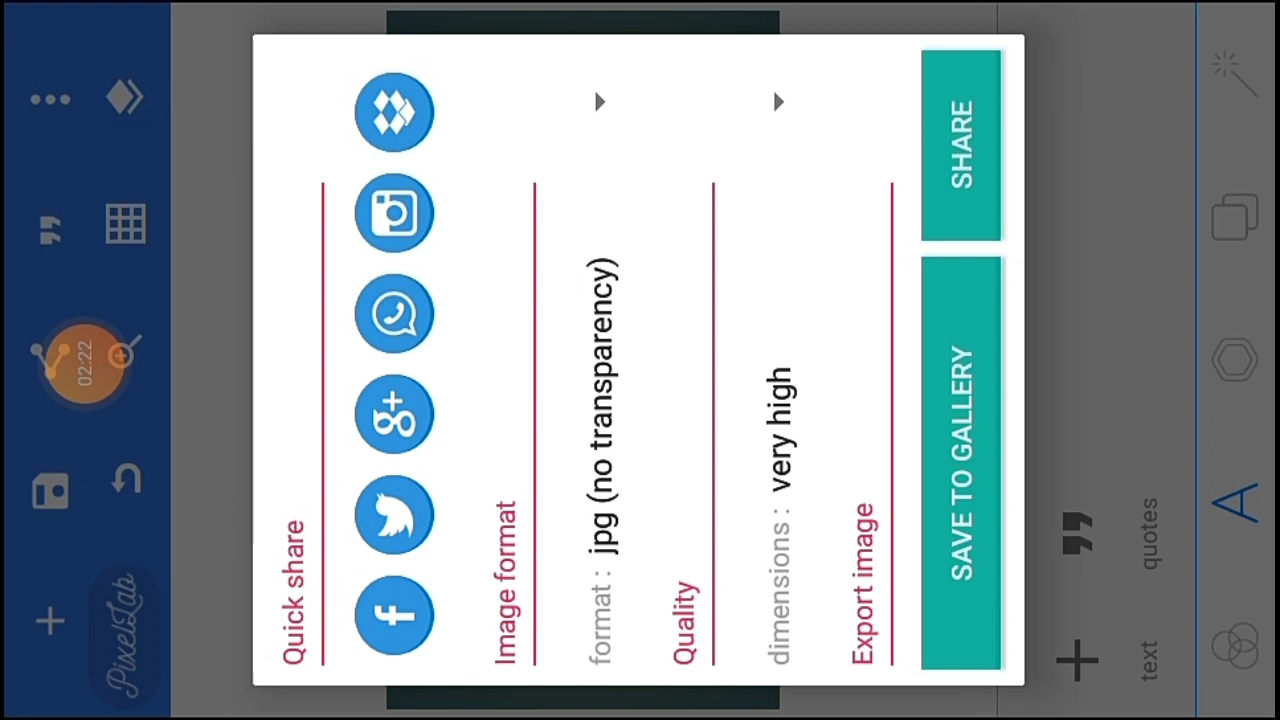 PixelLab
02:22
Quick share
Image format
format : jpg (no transparency)
Quality
dimensions : very high
Export image
SAVE TO GALLERY
SHARE
text
quotes